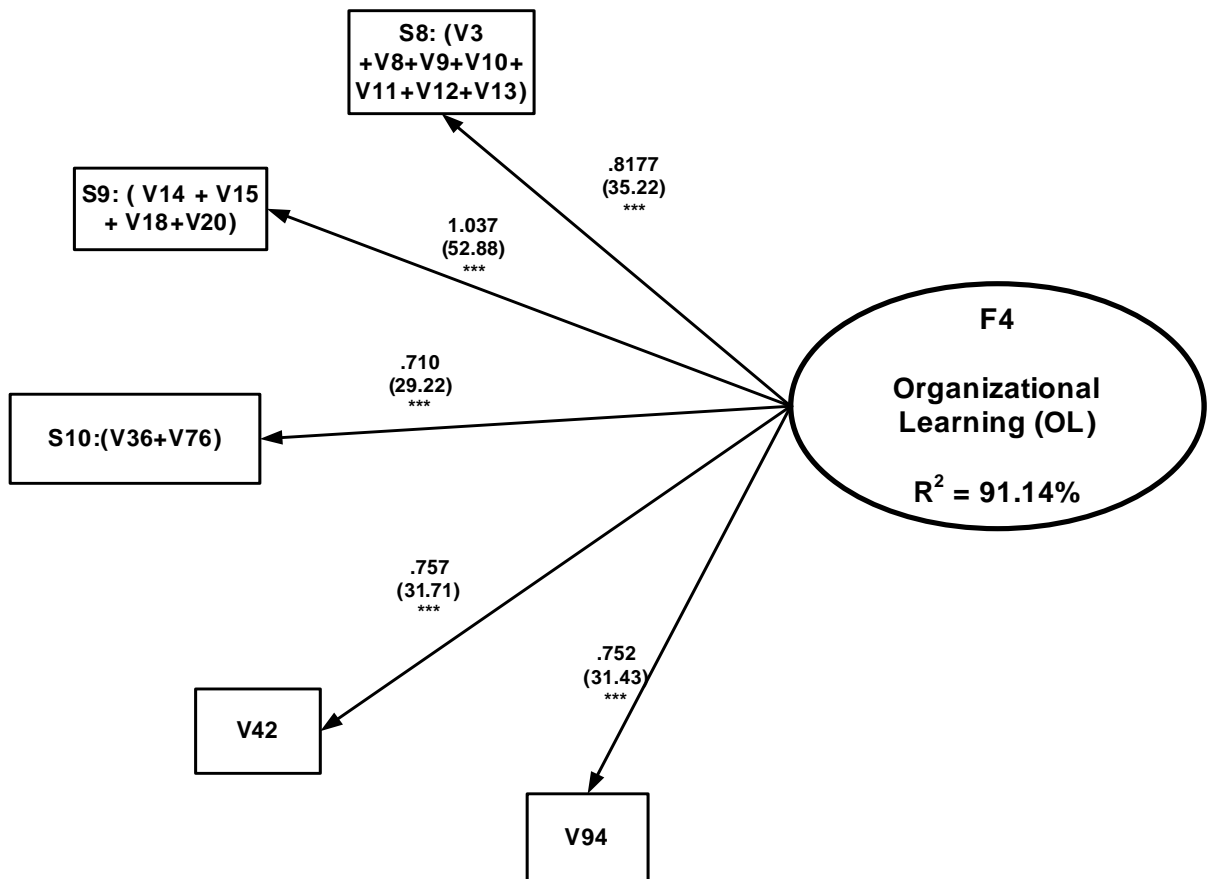 S8: (V3
+V8+V9+V10+
V11+V12+V13)
.8177
(35.22)
***
S9: ( V14 + V15
+ V18+V20)
1.037
(52.88)
***
F4
Organizational
Learning (OL)
R² = 91.14%
.710
(29.22)
***
S10:(V36+V76)
.757
(31.71)
***
.752
(31.43)
***
V42
V94